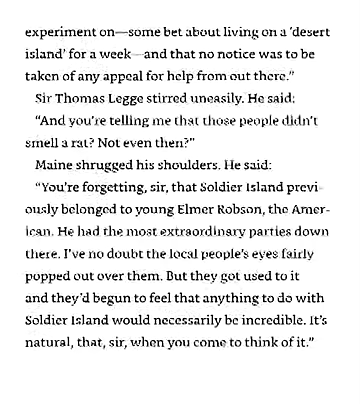 experiment on—some bet about living on a ‘desert
island’ for a week—and that no notice was to be
taken of any appeal for help from out there.”
Sir Thomas Legge stirred uneasily. He said:
“And you’re telling me that those people didn’t
smell a rat? Not even then?”
Maine shrugged his shoulders. He said:
“You’re forgetting, sir, that Soldier Island previ-
ously belonged to young Elmer Robson, the Amer-
ican. He had the most extraordinary parties down
there. I’ve no doubt the local people’s eyes fairly
popped out over them. But they got used to it
and they’d begun to feel that anything to do with
Soldier Island would necessarily be incredible. It’s
natural, that, sir, when you come to think of it.”